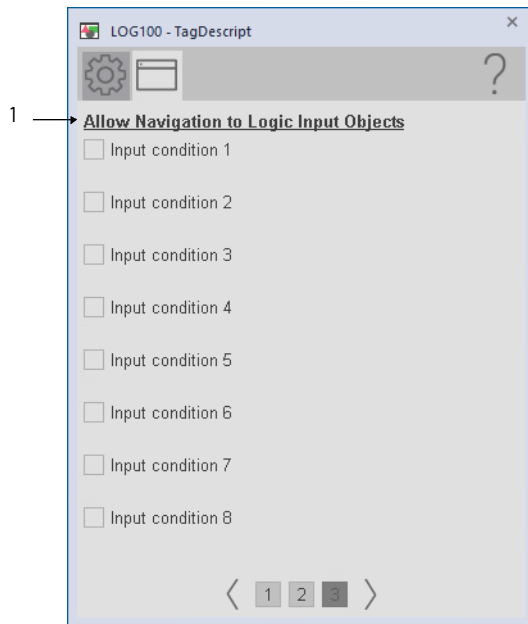 LOG100 - TagDescript
×
?
1
Allow Navigation to Logic Input Objects
Input condition 1
Input condition 2
Input condition 3
Input condition 4
Input condition 5
Input condition 6
Input condition 7
Input condition 8
1 2 3